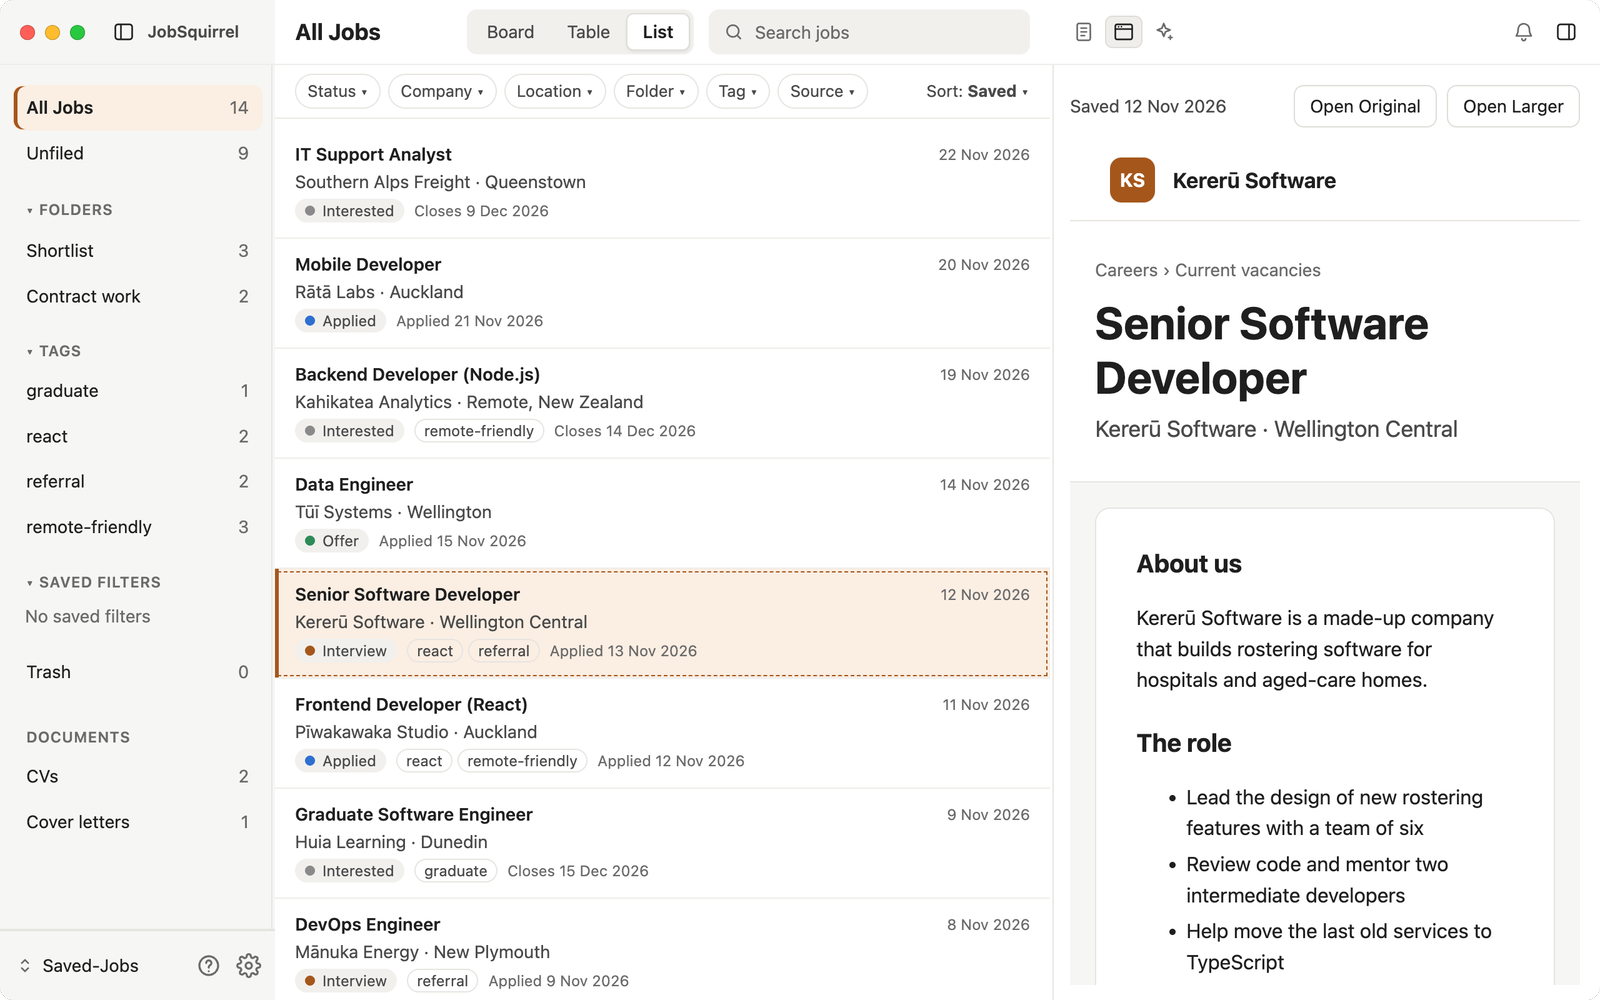 JobSquirrel
All Jobs 14
Unfiled 9
FOLDERS
Shortlist 3
Contract work 2
TAGS
graduate 1
react 2
referral 2
remote-friendly 3
SAVED FILTERS
No saved filters
Trash 0
DOCUMENTS
CVs 2
Cover letters 1
Saved-Jobs
All Jobs
Board Table List
Search jobs
Status Company Location Folder Tag Source Sort: Saved
IT Support Analyst 22 Nov 2026
Southern Alps Freight · Queenstown
Interested Closes 9 Dec 2026
Mobile Developer 20 Nov 2026
Rātā Labs · Auckland
Applied Applied 21 Nov 2026
Backend Developer (Node.js) 19 Nov 2026
Kahikatea Analytics · Remote, New Zealand
Interested remote-friendly Closes 14 Dec 2026
Data Engineer 14 Nov 2026
Tūī Systems · Wellington
Offer Applied 15 Nov 2026
Senior Software Developer 12 Nov 2026
Kererū Software · Wellington Central
Interview react referral Applied 13 Nov 2026
Frontend Developer (React) 11 Nov 2026
Pīwakawaka Studio · Auckland
Applied react remote-friendly Applied 12 Nov 2026
Graduate Software Engineer 9 Nov 2026
Huia Learning · Dunedin
Interested graduate Closes 15 Dec 2026
DevOps Engineer 8 Nov 2026
Mānuka Energy · New Plymouth
Interview referral Applied 9 Nov 2026
Saved 12 Nov 2026 Open Original Open Larger
KS Kererū Software
Careers › Current vacancies
Senior Software
Developer
Kererū Software · Wellington Central
About us
Kererū Software is a made-up company
that builds rostering software for
hospitals and aged-care homes.
The role
• Lead the design of new rostering
features with a team of six
• Review code and mentor two
intermediate developers
• Help move the last old services to
TypeScript